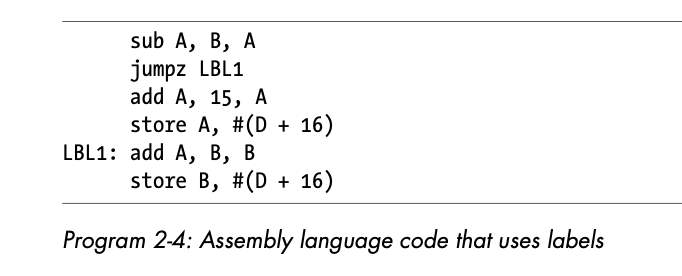 sub A, B, A
jumpz LBL1
add A, 15, A
store A, #(D + 16)
LBL1: add A, B, B
store B, #(D + 16)
Program 2-4: Assembly language code that uses labels